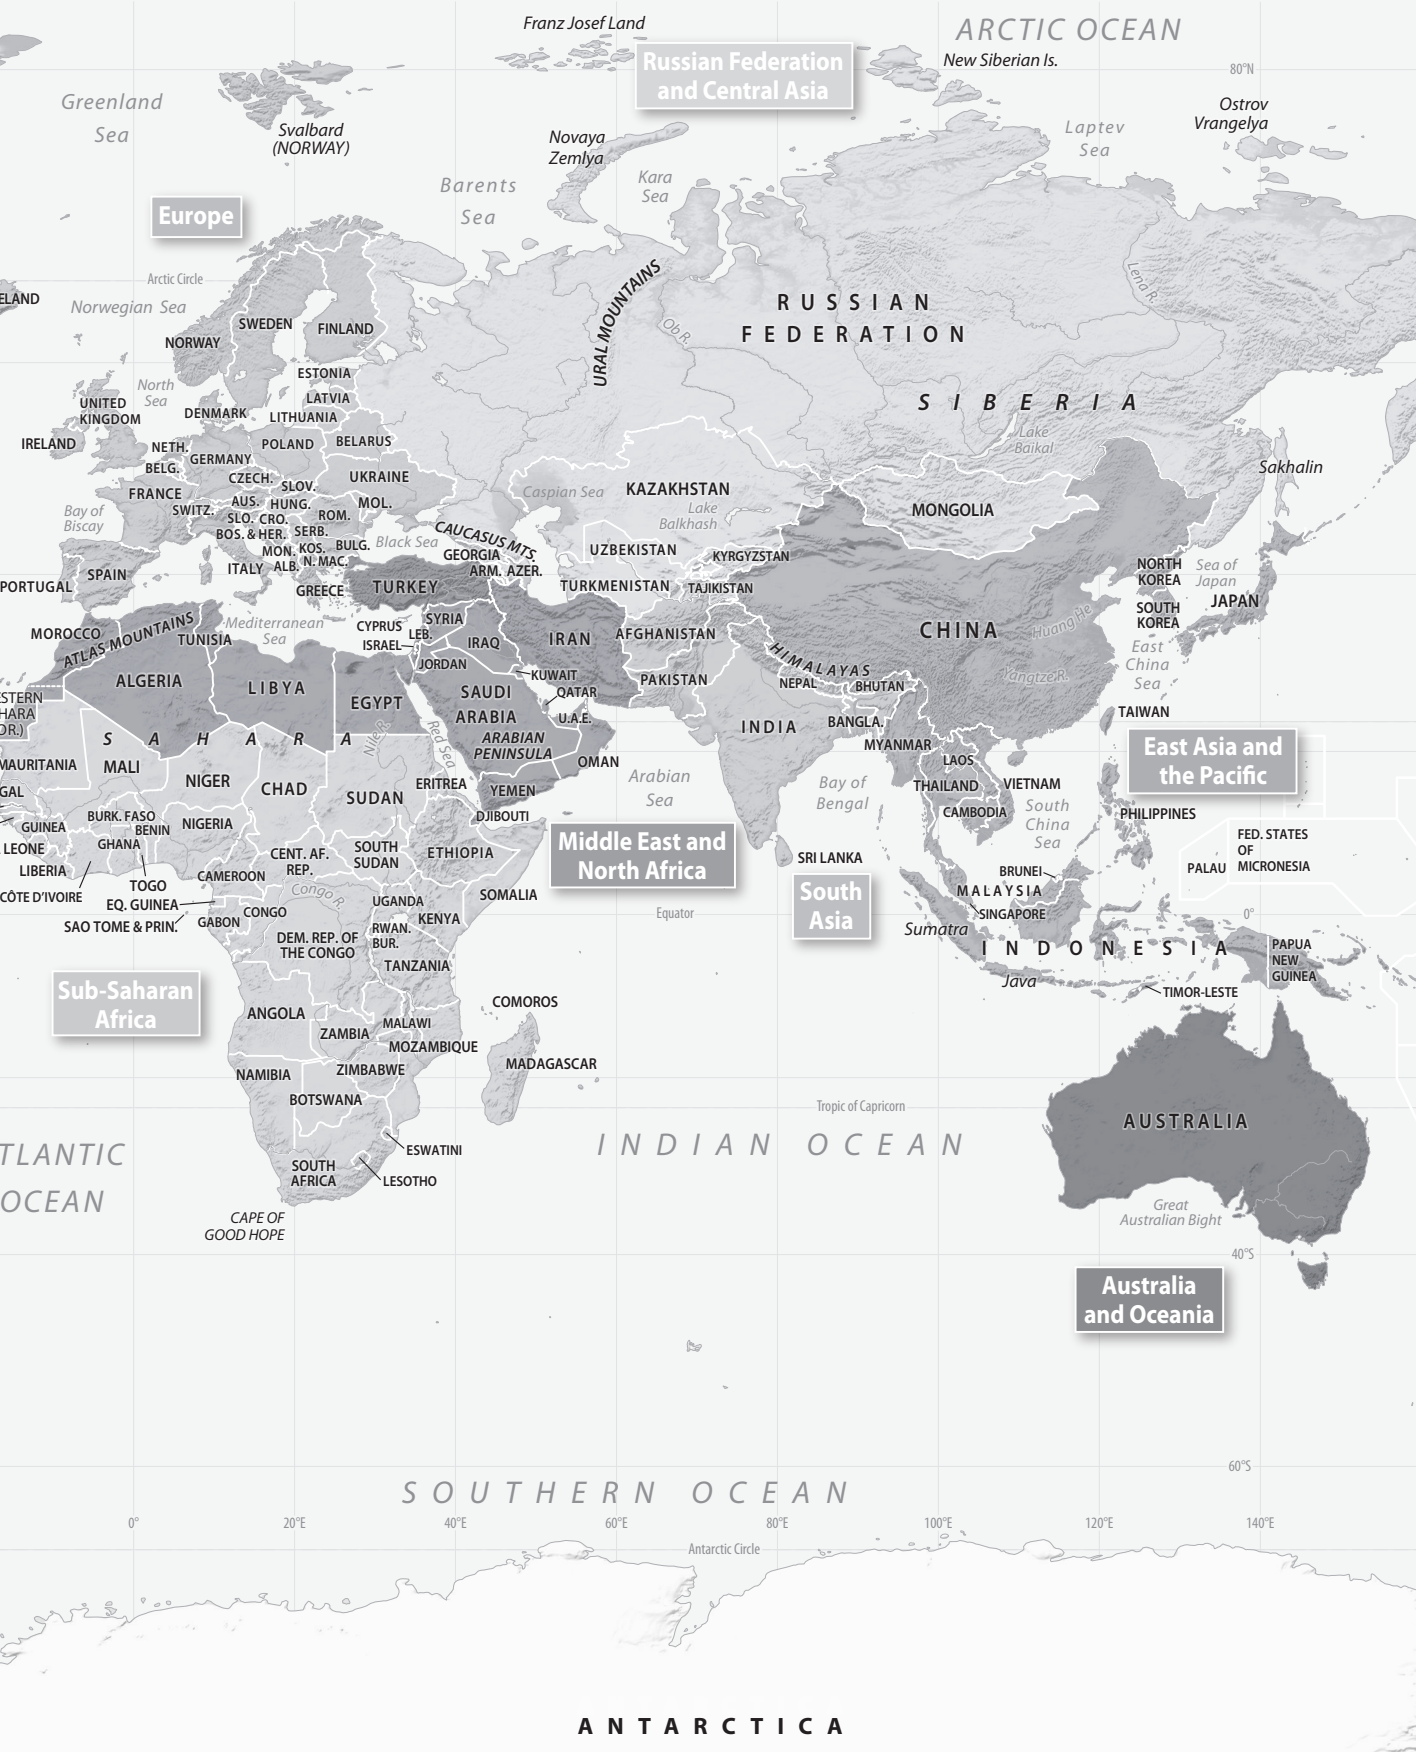 Franz Josef Land
ARCTIC OCEAN
New Siberian Is.
Russian Federation
and Central Asia
80°N
Greenland
Sea
Svalbard
(NORWAY)
Novaya
Zemlya
Ostrov
Vrangelya
Laptev
Sea
Barents
Sea
Kara
Sea
Europe
Arctic Circle
ELAND
Norwegian Sea
URAL MOUNTAINS
Ob R.
Lena R.
RUSSIAN
FEDERATION
SWEDEN
FINLAND
NORWAY
ESTONIA
North
Sea
LATVIA
UNITED
KINGDOM
DENMARK
LITHUANIA
SIBERIA
IRELAND
NETH.
POLAND
BELARUS
Lake
Baikal
BELG.
GERMANY
Sakhalin
CZECH.
UKRAINE
SLOV.
FRANCE
KAZAKHSTAN
Caspian Sea
SWITZ.
AUS.
HUNG.
MOL.
Lake
Balkhash
MONGOLIA
Bay of
Biscay
SLO.
CRO.
ROM.
BOS. & HER.
SERB.
CAUCASUS MTS.
MON.
KOS.
BULG.
Black Sea
GEORGIA
UZBEKISTAN
KYRGYZSTAN
ITALY
ALB.
N. MAC.
ARM.
AZER.
NORTH
KOREA
Sea of
Japan
PORTUGAL
SPAIN
GREECE
TURKEY
TURKMENISTAN
TAJIKISTAN
JAPAN
SOUTH
KOREA
MOROCCO
ATLAS MOUNTAINS
TUNISIA
Mediterranean
Sea
CYPRUS
LEB.
SYRIA
ISRAEL
IRAQ
IRAN
AFGHANISTAN
CHINA
Huang He
JORDAN
KUWAIT
HIMALAYAS
East
China
Sea
ALGERIA
LIBYA
EGYPT
SAUDI
ARABIA
QATAR
PAKISTAN
NEPAL
BHUTAN
Yangtze R.
ESTERN
HARA
OR.)
U.A.E.
TAIWAN
SAHARA
Nile R.
Red Sea
ARABIAN
PENINSULA
INDIA
BANGLA.
MYANMAR
East Asia and
the Pacific
MAURITANIA
MALI
OMAN
LAOS
NIGER
CHAD
SUDAN
ERITREA
YEMEN
Arabian
Sea
Bay of
Bengal
THAILAND
VIETNAM
GAL
South
China
Sea
CAMBODIA
PHILIPPINES
GUINEA
BURK. FASO
BENIN
NIGERIA
DJIBOUTI
FED. STATES
OF
MICRONESIA
LEONE
GHANA
CENT. AF.
REP.
SOUTH
SUDAN
ETHIOPIA
Middle East and
North Africa
SRI LANKA
LIBERIA
CAMEROON
BRUNEI
PALAU
CÔTE D'IVOIRE
TOGO
Congo R.
MALAYSIA
EQ. GUINEA
UGANDA
SOMALIA
South
Asia
SAO TOME & PRIN.
GABON
CONGO
KENYA
Equator
SINGAPORE
0°
RWAN.
BUR.
Sumatra
DEM. REP. OF
THE CONGO
INDONESIA
PAPUA
NEW
GUINEA
TANZANIA
Java
TIMOR-LESTE
Sub-Saharan
Africa
COMOROS
ANGOLA
MALAWI
ZAMBIA
MOZAMBIQUE
NAMIBIA
ZIMBABWE
MADAGASCAR
BOTSWANA
Tropic of Capricorn
AUSTRALIA
TLANTIC
OCEAN
INDIAN OCEAN
ESWATINI
SOUTH
AFRICA
LESOTHO
CAPE OF
GOOD HOPE
Great
Australian Bight
40°S
Australia
and Oceania
60°S
SOUTHERN OCEAN
0°
20°E
40°E
60°E
80°E
100°E
120°E
140°E
Antarctic Circle
ANTARCTICA